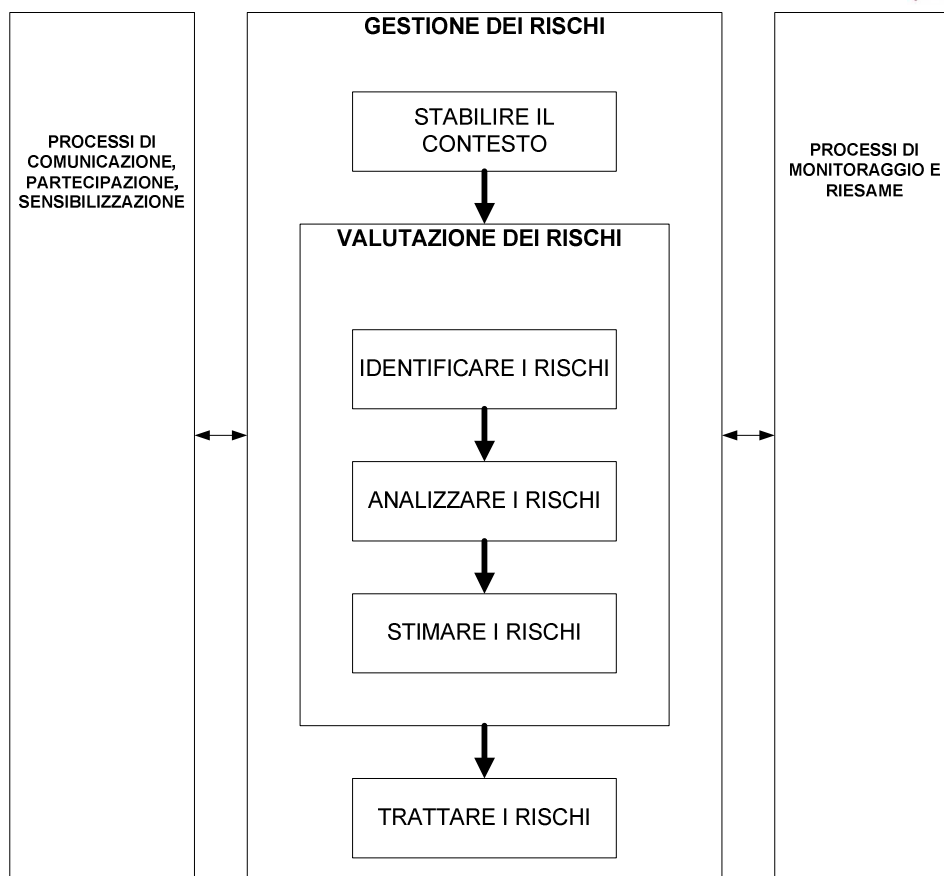 GESTIONE DEI RISCHI
STABILIRE IL
CONTESTO
PROCESSI DI
COMUNICAZIONE,
PARTECIPAZIONE,
SENSIBILIZZAZIONE
PROCESSI DI
MONITORAGGIO E
RIESAME
VALUTAZIONE DEI RISCHI
IDENTIFICARE I RISCHI
ANALIZZARE I RISCHI
STIMARE I RISCHI
TRATTARE I RISCHI